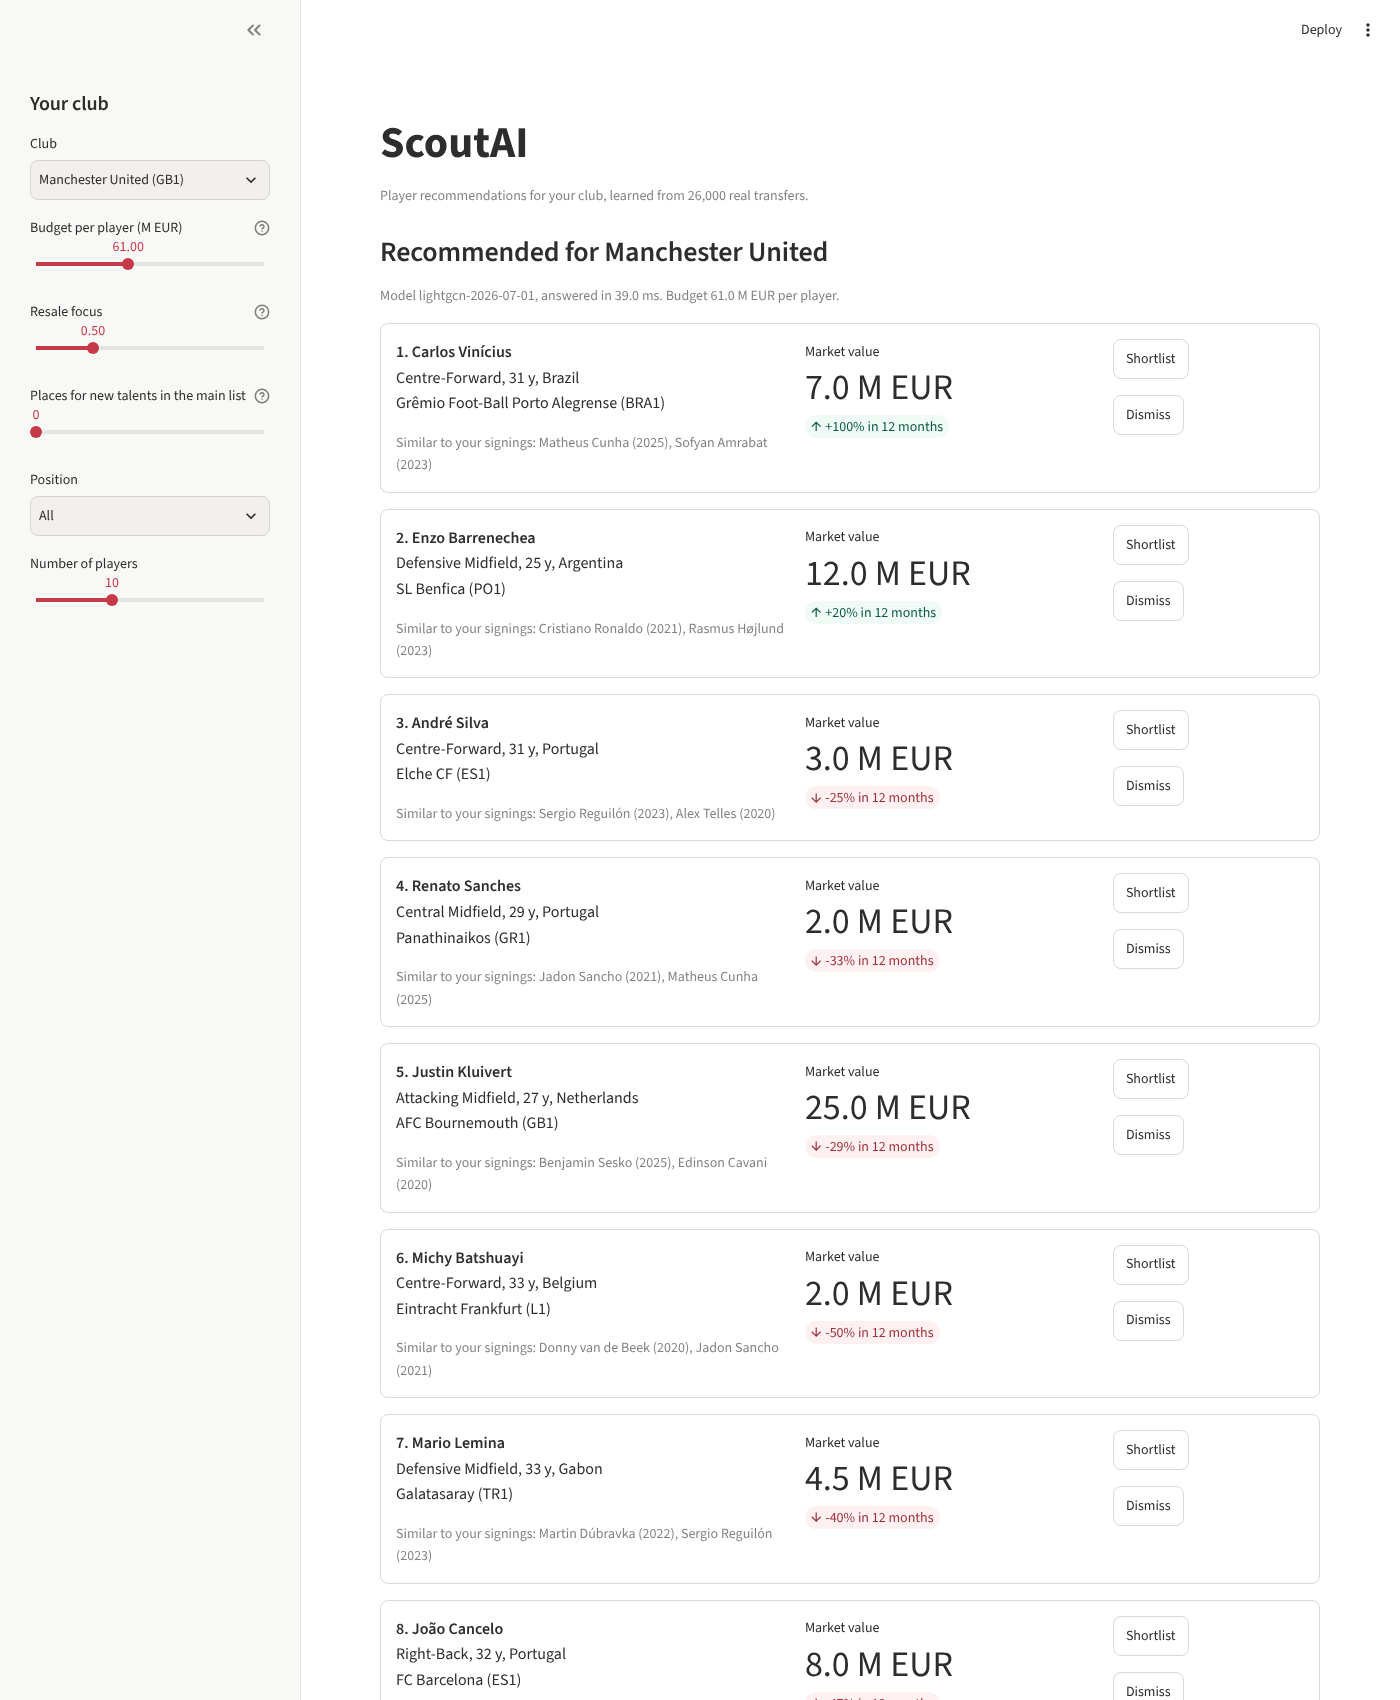 Deploy
Your club
Club
Manchester United (GB1)
Budget per player (M EUR)
61.00
Resale focus
0.50
Places for new talents in the main list
0
Position
All
Number of players
10
ScoutAI
Player recommendations for your club, learned from 26,000 real transfers.
Recommended for Manchester United
Model lightgcn-2026-07-01, answered in 39.0 ms. Budget 61.0 M EUR per player.
1. Carlos Vinícius
Centre-Forward, 31 y, Brazil
Grêmio Foot-Ball Porto Alegrense (BRA1)
Similar to your signings: Matheus Cunha (2025), Sofyan Amrabat
(2023)
Market value
7.0 M EUR
↑ +100% in 12 months
Shortlist
Dismiss
2. Enzo Barrenechea
Defensive Midfield, 25 y, Argentina
SL Benfica (PO1)
Similar to your signings: Cristiano Ronaldo (2021), Rasmus Højlund
(2023)
Market value
12.0 M EUR
↑ +20% in 12 months
Shortlist
Dismiss
3. André Silva
Centre-Forward, 31 y, Portugal
Elche CF (ES1)
Similar to your signings: Sergio Reguilón (2023), Alex Telles (2020)
Market value
3.0 M EUR
↓ -25% in 12 months
Shortlist
Dismiss
4. Renato Sanches
Central Midfield, 29 y, Portugal
Panathinaikos (GR1)
Similar to your signings: Jadon Sancho (2021), Matheus Cunha
(2025)
Market value
2.0 M EUR
↓ -33% in 12 months
Shortlist
Dismiss
5. Justin Kluivert
Attacking Midfield, 27 y, Netherlands
AFC Bournemouth (GB1)
Similar to your signings: Benjamin Sesko (2025), Edinson Cavani
(2020)
Market value
25.0 M EUR
↓ -29% in 12 months
Shortlist
Dismiss
6. Michy Batshuayi
Centre-Forward, 33 y, Belgium
Eintracht Frankfurt (L1)
Similar to your signings: Donny van de Beek (2020), Jadon Sancho
(2021)
Market value
2.0 M EUR
↓ -50% in 12 months
Shortlist
Dismiss
7. Mario Lemina
Defensive Midfield, 33 y, Gabon
Galatasaray (TR1)
Similar to your signings: Martin Dúbravka (2022), Sergio Reguilón
(2023)
Market value
4.5 M EUR
↓ -40% in 12 months
Shortlist
Dismiss
8. João Cancelo
Right-Back, 32 y, Portugal
FC Barcelona (ES1)
Market value
8.0 M EUR
Shortlist
Dismiss